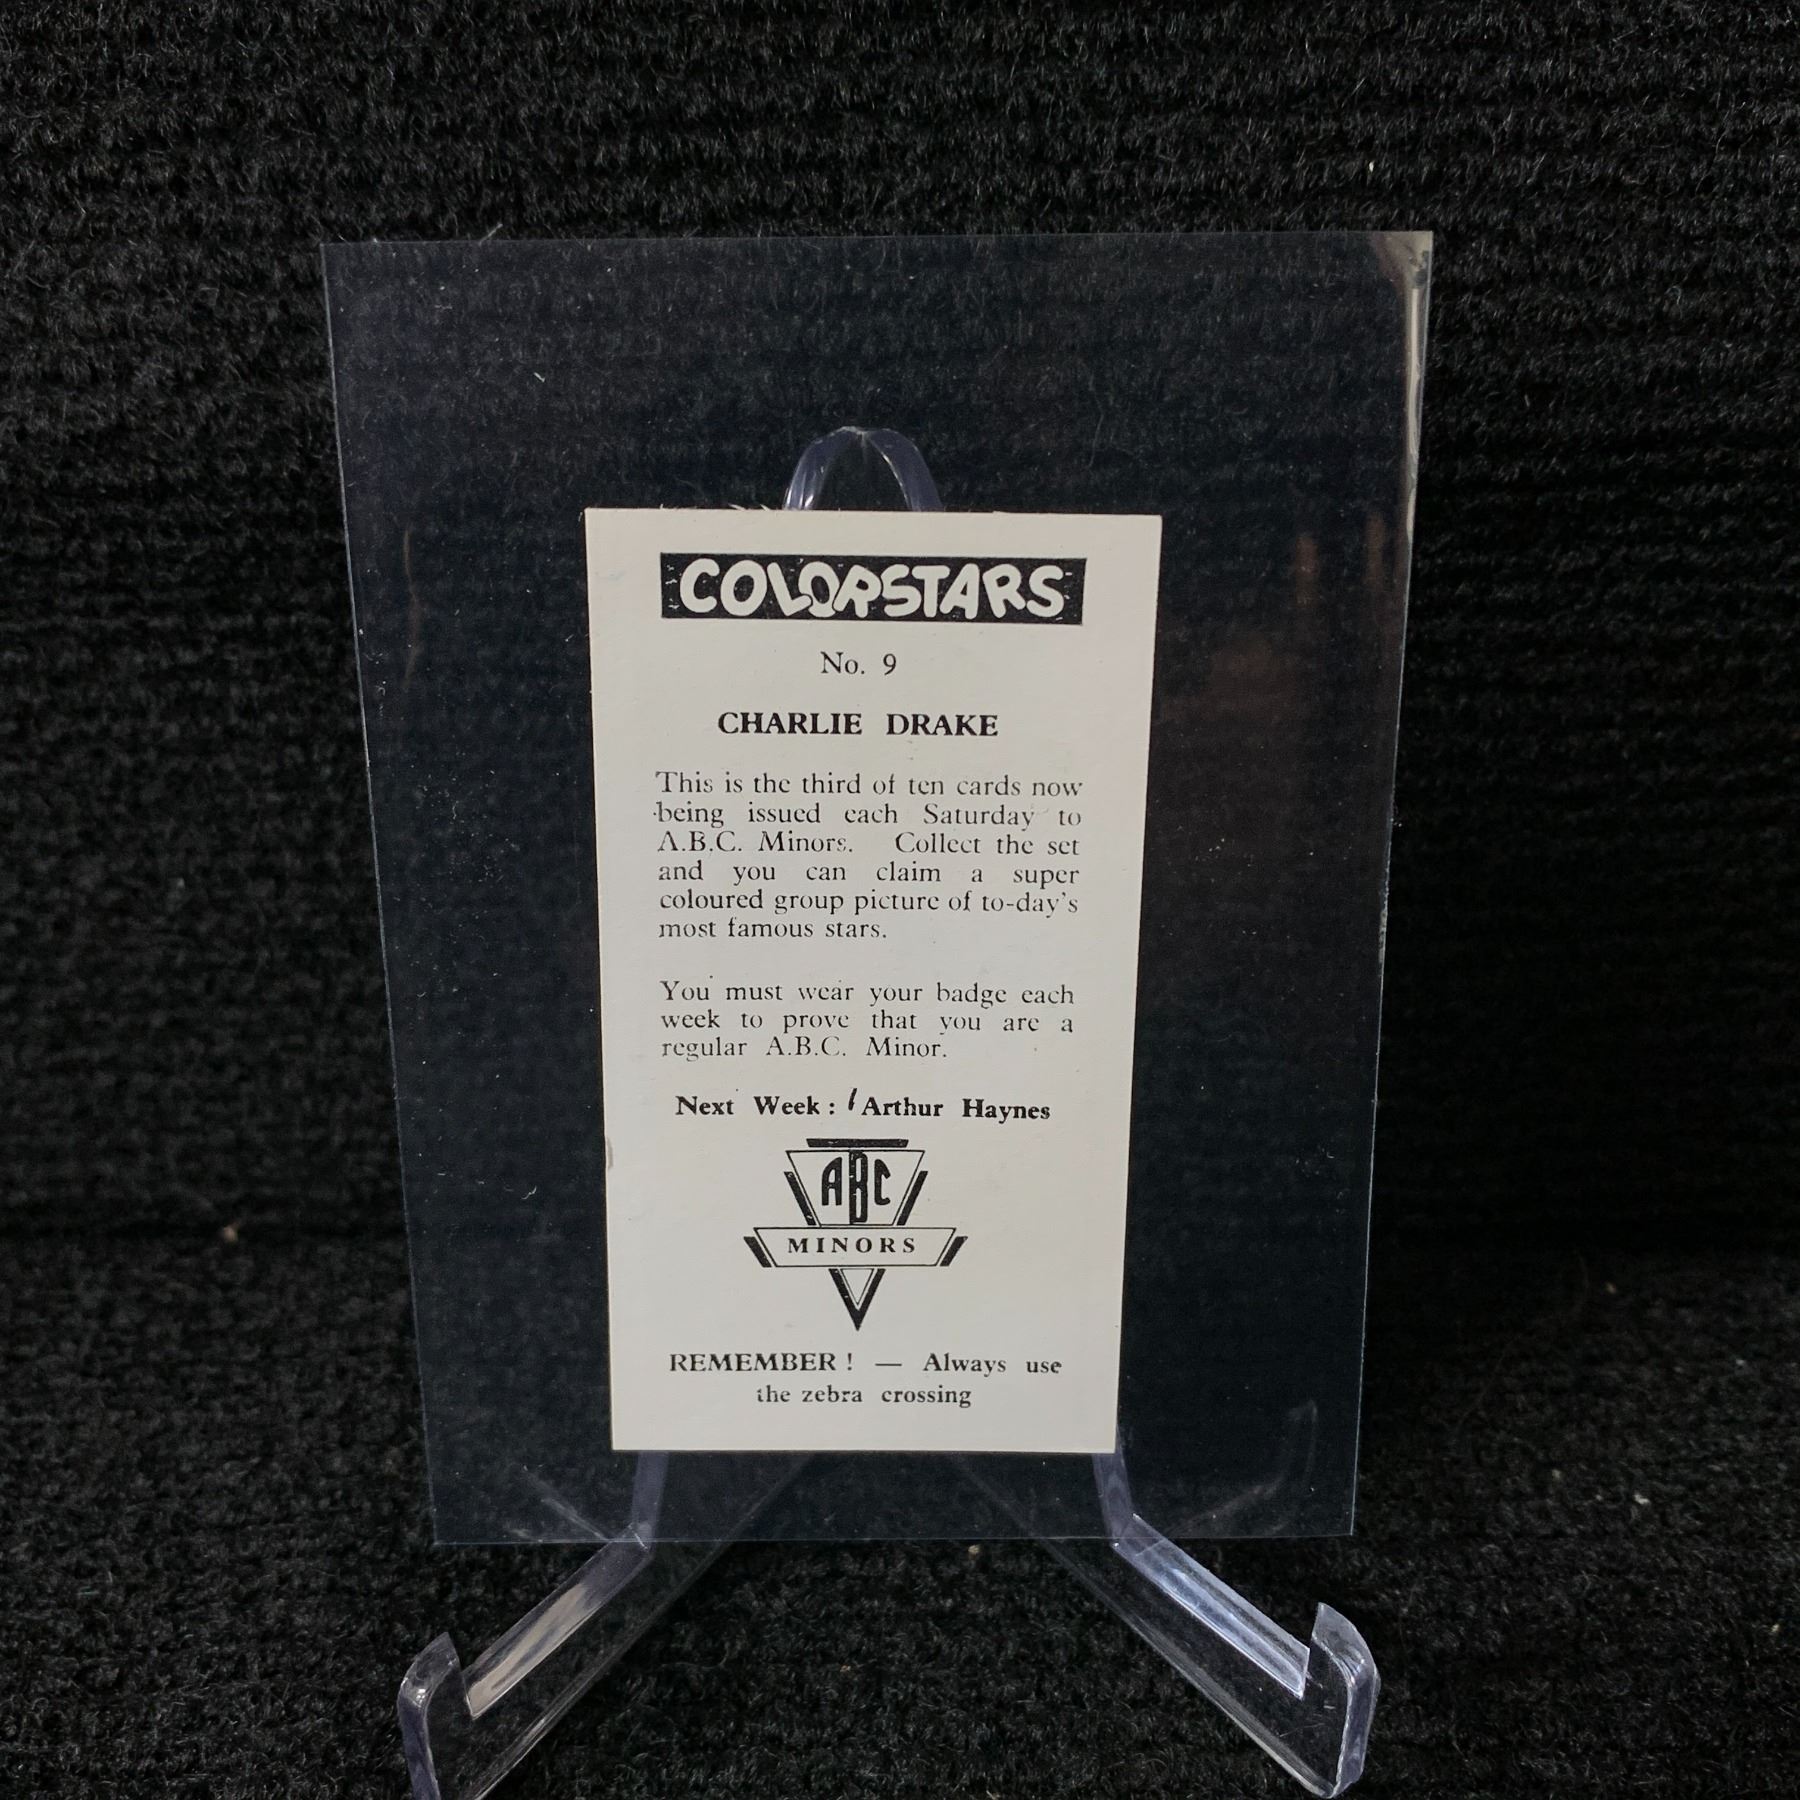 COLORSTARS
No. 9
CHARLIE DRAKE
This is the third of ten cards now
being issued each Saturday to
A.B.C. Minors. Collect the set
and you can claim a super
coloured group picture of to-day's
most famous stars.
You must wear your badge each
week to prove that you are a
regular A.B.C. Minor.
Next Week: Arthur Haynes
ABC
MINORS
REMEMBER! — Always use
the zebra crossing